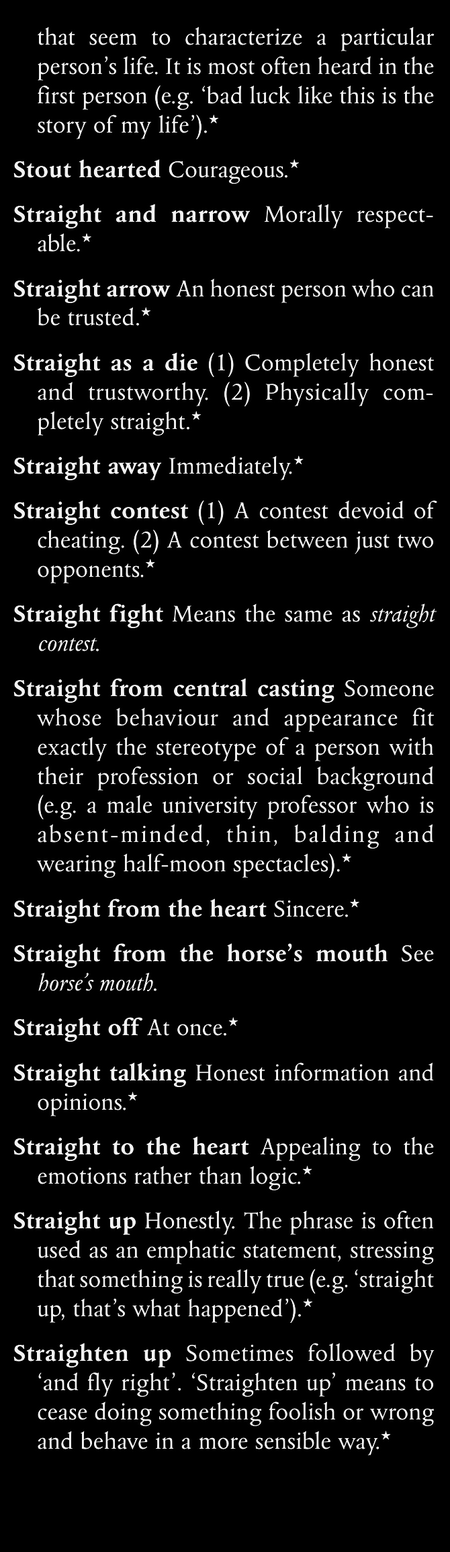 that seem to characterize a particular
person's life. It is most often heard in the
first person (e.g. ‘bad luck like this is the
story of my life’).★
Stout hearted Courageous.★
Straight and narrow Morally respect-
able.★
Straight arrow An honest person who can
be trusted.★
Straight as a die (1) Completely honest
and trustworthy. (2) Physically com-
pletely straight.★
Straight away Immediately.★
Straight contest (1) A contest devoid of
cheating. (2) A contest between just two
opponents.★
Straight fight Means the same as straight
contest.
Straight from central casting Someone
whose behaviour and appearance fit
exactly the stereotype of a person with
their profession or social background
(e.g. a male university professor who is
absent-minded, thin, balding and
wearing half-moon spectacles).★
Straight from the heart Sincere.★
Straight from the horse's mouth See
horse's mouth.
Straight off At once.★
Straight talking Honest information and
opinions.★
Straight to the heart Appealing to the
emotions rather than logic.★
Straight up Honestly. The phrase is often
used as an emphatic statement, stressing
that something is really true (e.g. ‘straight
up, that's what happened’).★
Straighten up Sometimes followed by
‘and fly right’. ‘Straighten up’ means to
cease doing something foolish or wrong
and behave in a more sensible way.★